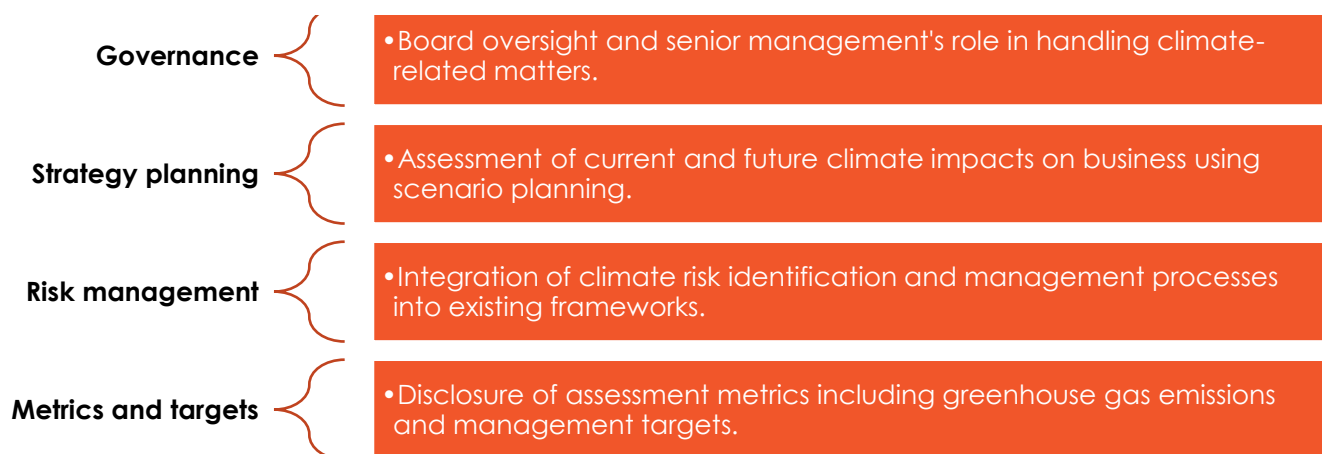 Governance
•Board oversight and senior management's role in handling climate-
related matters.
Strategy planning
•Assessment of current and future climate impacts on business using
scenario planning.
Risk management
•Integration of climate risk identification and management processes
into existing frameworks.
Metrics and targets
•Disclosure of assessment metrics including greenhouse gas emissions
and management targets.